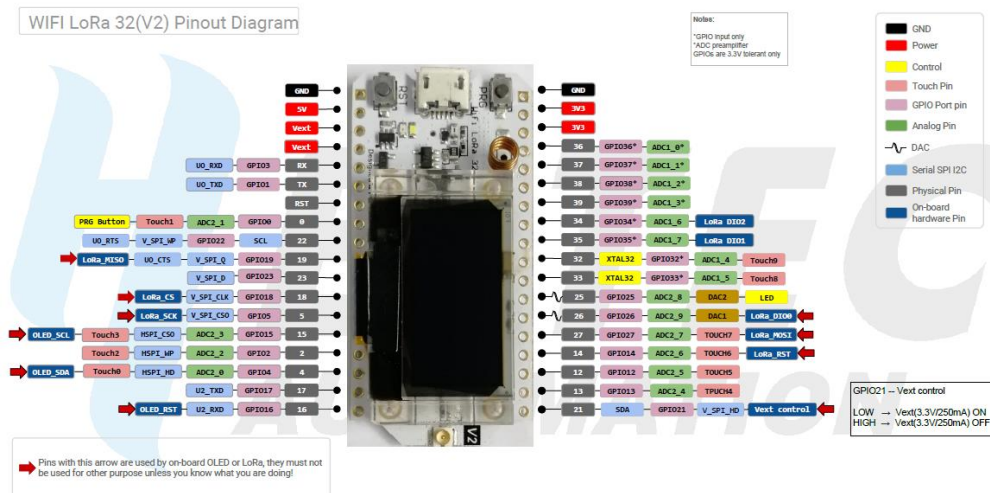 WIFI LoRa 32(V2) Pinout Diagram
Notes:
*GPIO input only
*ADC preamplifier
GPIOs are 3.3V tolerant only
GND
Power
Control
Touch Pin
GPIO Port pin
Analog Pin
DAC
Serial SPI I2C
Physical Pin
On-board
hardware Pin
RST
PRG
GND
5V
Vext
Vext
U0_RXD GPIO3 RX
U0_TXD GPIO1 TX
RST
PRG Button Touch1 ADC2_1 GPIO0 0
U0_RTS V_SPI_WP GPIO22 SCL 22
LoRa_MISO U0_CTS V_SPI_Q GPIO19 19
V_SPI_D GPIO23 23
LoRa_CS V_SPI_CLK GPIO18 18
LoRa_SCK V_SPI_CS0 GPIO5 5
OLED_SCL Touch3 HSPI_CS0 ADC2_3 GPIO15 15
Touch2 HSPI_WP ADC2_2 GPIO2 2
OLED_SDA Touch0 HSPI_HD ADC2_0 GPIO4 4
U2_TXD GPIO17 17
OLED_RST U2_RXD GPIO16 16
GND
3V3
3V3
36 GPIO36* ADC1_0*
37 GPIO37* ADC1_1*
38 GPIO38* ADC1_2*
39 GPIO39* ADC1_3*
34 GPIO34* ADC1_6 LoRa DIO2
35 GPIO35* ADC1_7 LoRa DIO1
32 XTAL32 GPIO32* ADC1_4 Touch9
33 XTAL32 GPIO33* ADC1_5 Touch8
25 GPIO25 ADC2_8 DAC2 LED
26 GPIO26 ADC2_9 DAC1 LoRa_DIO0
27 GPIO27 ADC2_7 TOUCH7 LoRa_MOSI
14 GPIO14 ADC2_6 TOUCH6 LoRa_RST
12 GPIO12 ADC2_5 TOUCH5
13 GPIO13 ADC2_4 TPUCH4
21 SDA GPIO21 V_SPI_HD Vext control
GPIO21 -- Vext control
LOW → Vext(3.3V/250mA) ON
HIGH → Vext(3.3V/250mA) OFF
V2
AUTOMATION
Pins with this arrow are used by on-board OLED or LoRa, they must not
be used for other purpose unless you know what you are doing!